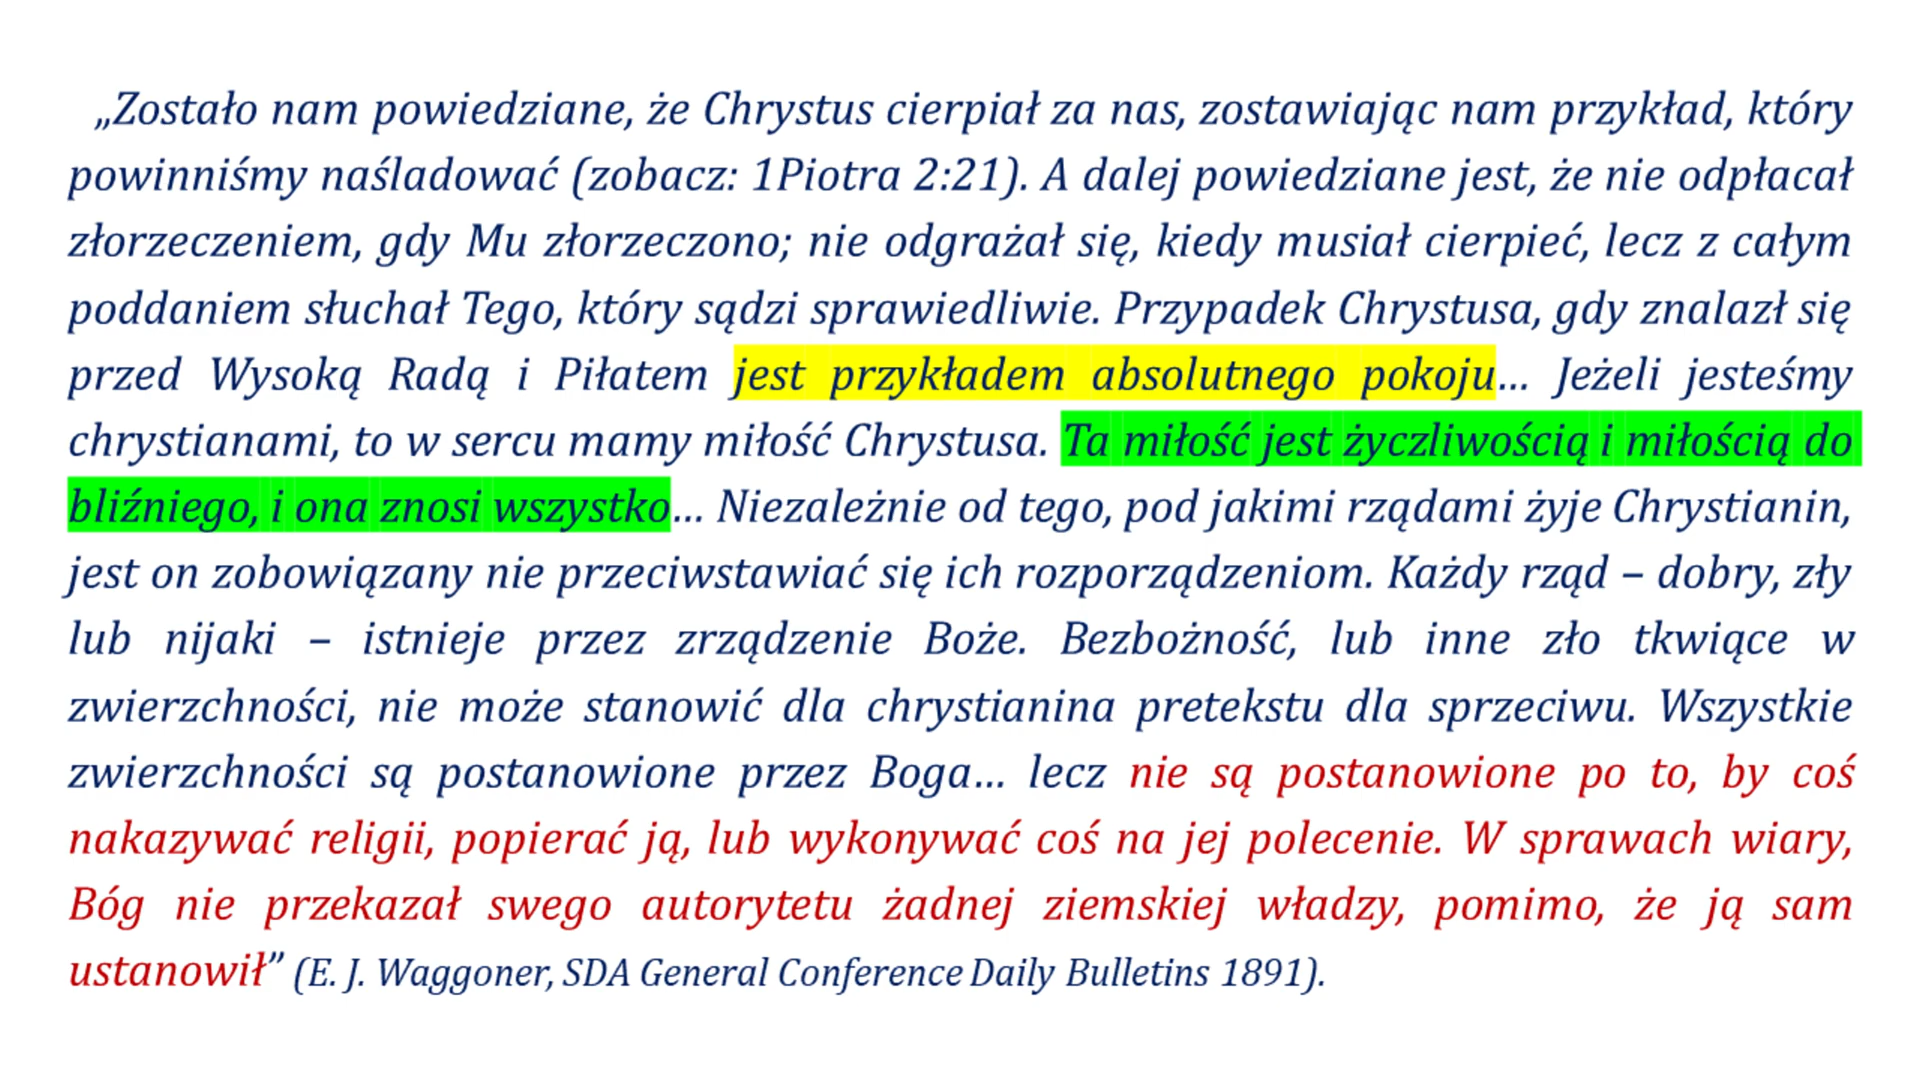 „Zostało nam powiedziane, że Chrystus cierpiał za nas, zostawiając nam przykład, który
powinniśmy naśladować (zobacz: 1Piotra 2:21). A dalej powiedziane jest, że nie odpłacał
złorzeczeniem, gdy Mu złorzeczono; nie odgrażał się, kiedy musiał cierpieć, lecz z całym
poddaniem słuchał Tego, który sądzi sprawiedliwie. Przypadek Chrystusa, gdy znalazł się
przed Wysoką Radą i Piłatem jest przykładem absolutnego pokoju... Jeżeli jesteśmy
chrystianami, to w sercu mamy miłość Chrystusa. Ta miłość jest życzliwością i miłością do
bliźniego, i ona znosi wszystko... Niezależnie od tego, pod jakimi rządami żyje Chrystianin,
jest on zobowiązany nie przeciwstawiać się ich rozporządzeniom. Każdy rząd – dobry, zły
lub nijaki – istnieje przez zrządzenie Boże. Bezbożność, lub inne zło tkwiące w
zwierzchności, nie może stanowić dla chrystianina pretekstu dla sprzeciwu. Wszystkie
zwierzchności są postanowione przez Boga... lecz nie są postanowione po to, by coś
nakazywać religii, popierać ją, lub wykonywać coś na jej polecenie. W sprawach wiary,
Bóg nie przekazał swego autorytetu żadnej ziemskiej władzy, pomimo, że ją sam
ustanowił” (E. J. Waggoner, SDA General Conference Daily Bulletins 1891).